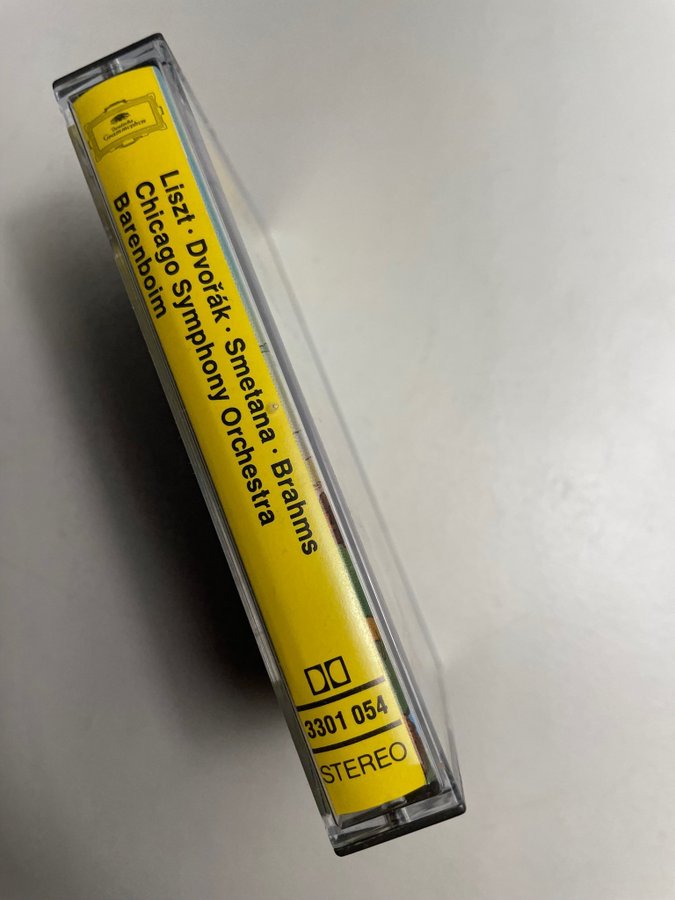 Deutsche
Grammophon
Liszt · Dvořák · Smetana · Brahms
Chicago Symphony Orchestra
Barenboim
3301 054
STEREO